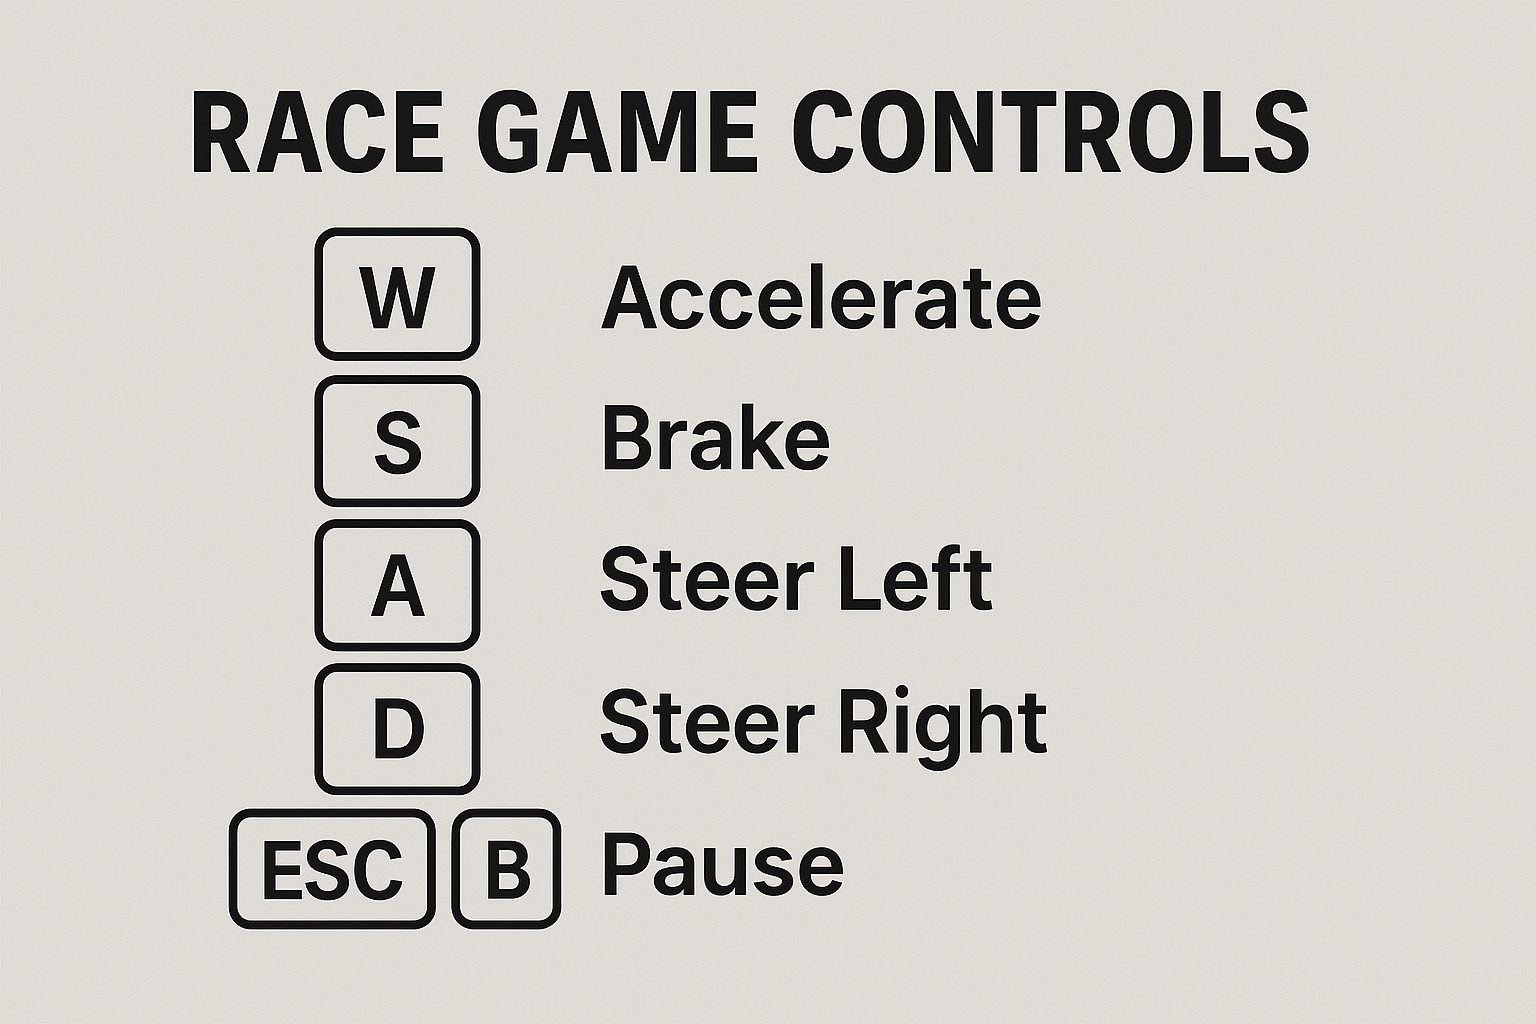 RACE GAME CONTROLS
W Accelerate
S Brake
A Steer Left
D Steer Right
ESC B Pause